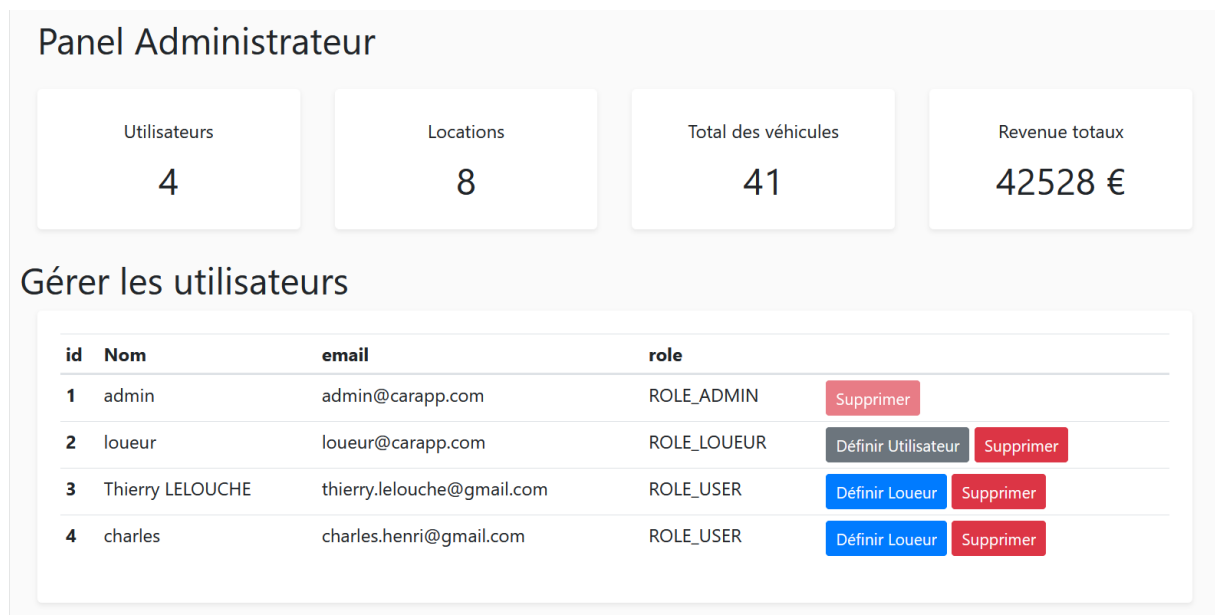 Panel Administrateur
Utilisateurs Locations Total des véhicules Revenue totaux
4 8 41 42528 €
Gérer les utilisateurs
id Nom email role
1 admin admin@carapp.com ROLE_ADMIN Supprimer
2 loueur loueur@carapp.com ROLE_LOUEUR Définir Utilisateur Supprimer
3 Thierry LELOUCHE thierry.lelouche@gmail.com ROLE_USER Définir Loueur Supprimer
4 charles charles.henri@gmail.com ROLE_USER Définir Loueur Supprimer